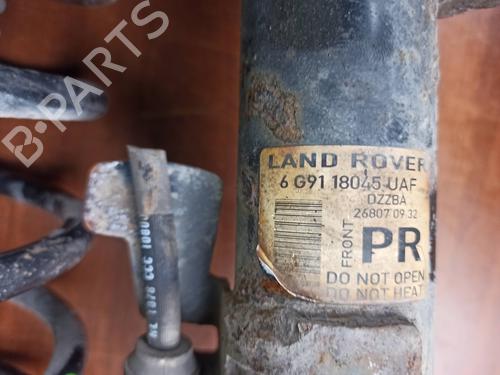 B-PARTS
LAND ROVER
6 G91 18045 UAF
DZZBA
26807 09.32
FRONT
PR
DO NOT OPEN
DO NOT HEAT